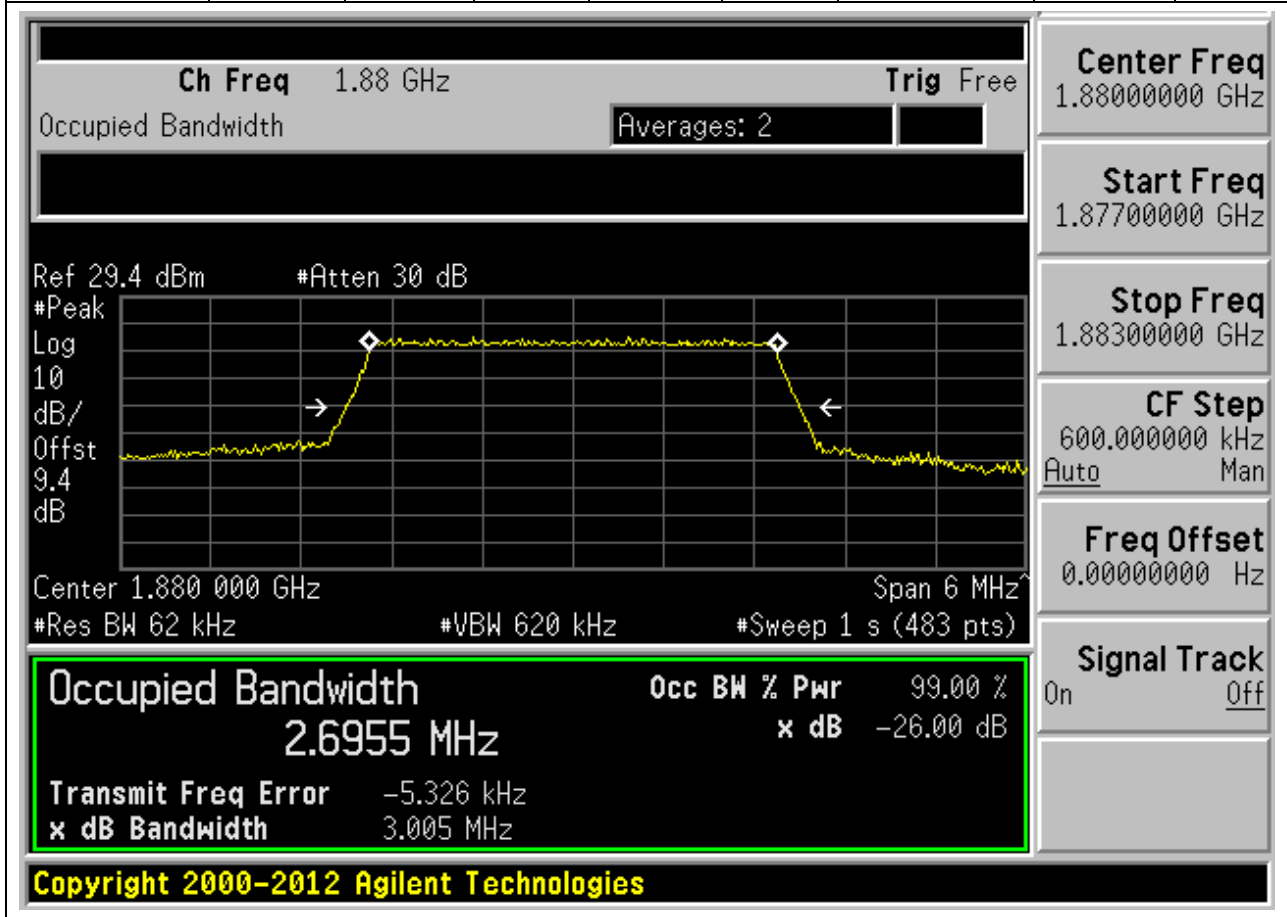 Ch Freq 1.88 GHz Trig Free
Occupied Bandwidth Averages: 2
Ref 29.4 dBm #Atten 30 dB
#Peak
Log
10
dB/
Offst
9.4
dB
Center 1.880 000 GHz Span 6 MHz^
#Res BW 62 kHz #VBW 620 kHz #Sweep 1 s (483 pts)
Occupied Bandwidth Occ BW % Pwr 99.00 %
2.6955 MHz x dB -26.00 dB
Transmit Freq Error -5.326 kHz
x dB Bandwidth 3.005 MHz
Copyright 2000-2012 Agilent Technologies
Center Freq
1.88000000 GHz
Start Freq
1.87700000 GHz
Stop Freq
1.88300000 GHz
CF Step
600.000000 kHz
Auto Man
Freq Offset
0.00000000 Hz
Signal Track
On Off